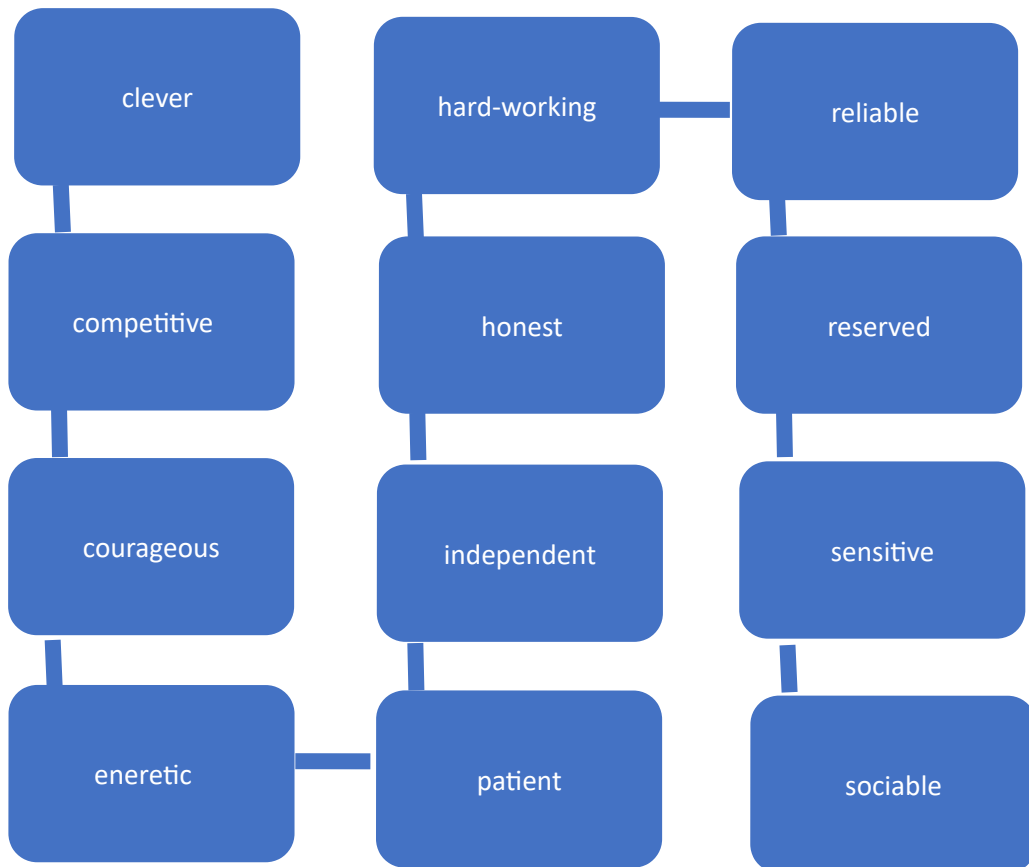 clever
competitive
courageous
eneretic
patient
independent
honest
hard-working
reliable
reserved
sensitive
sociable